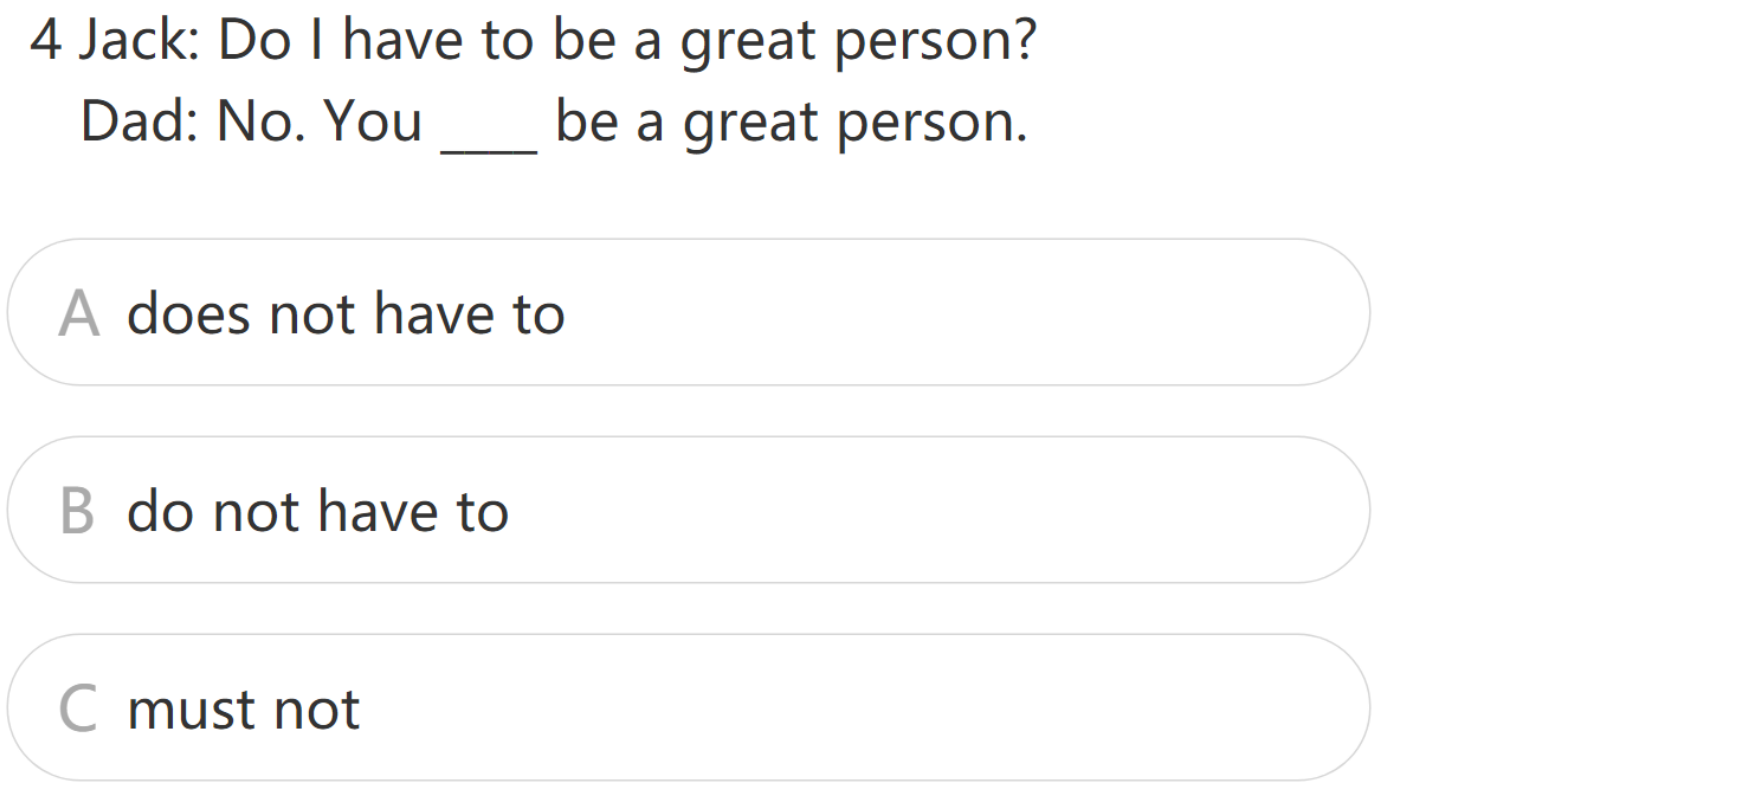 4 Jack: Do I have to be a great person?
Dad: No. You ____ be a great person.
A does not have to
B do not have to
C must not